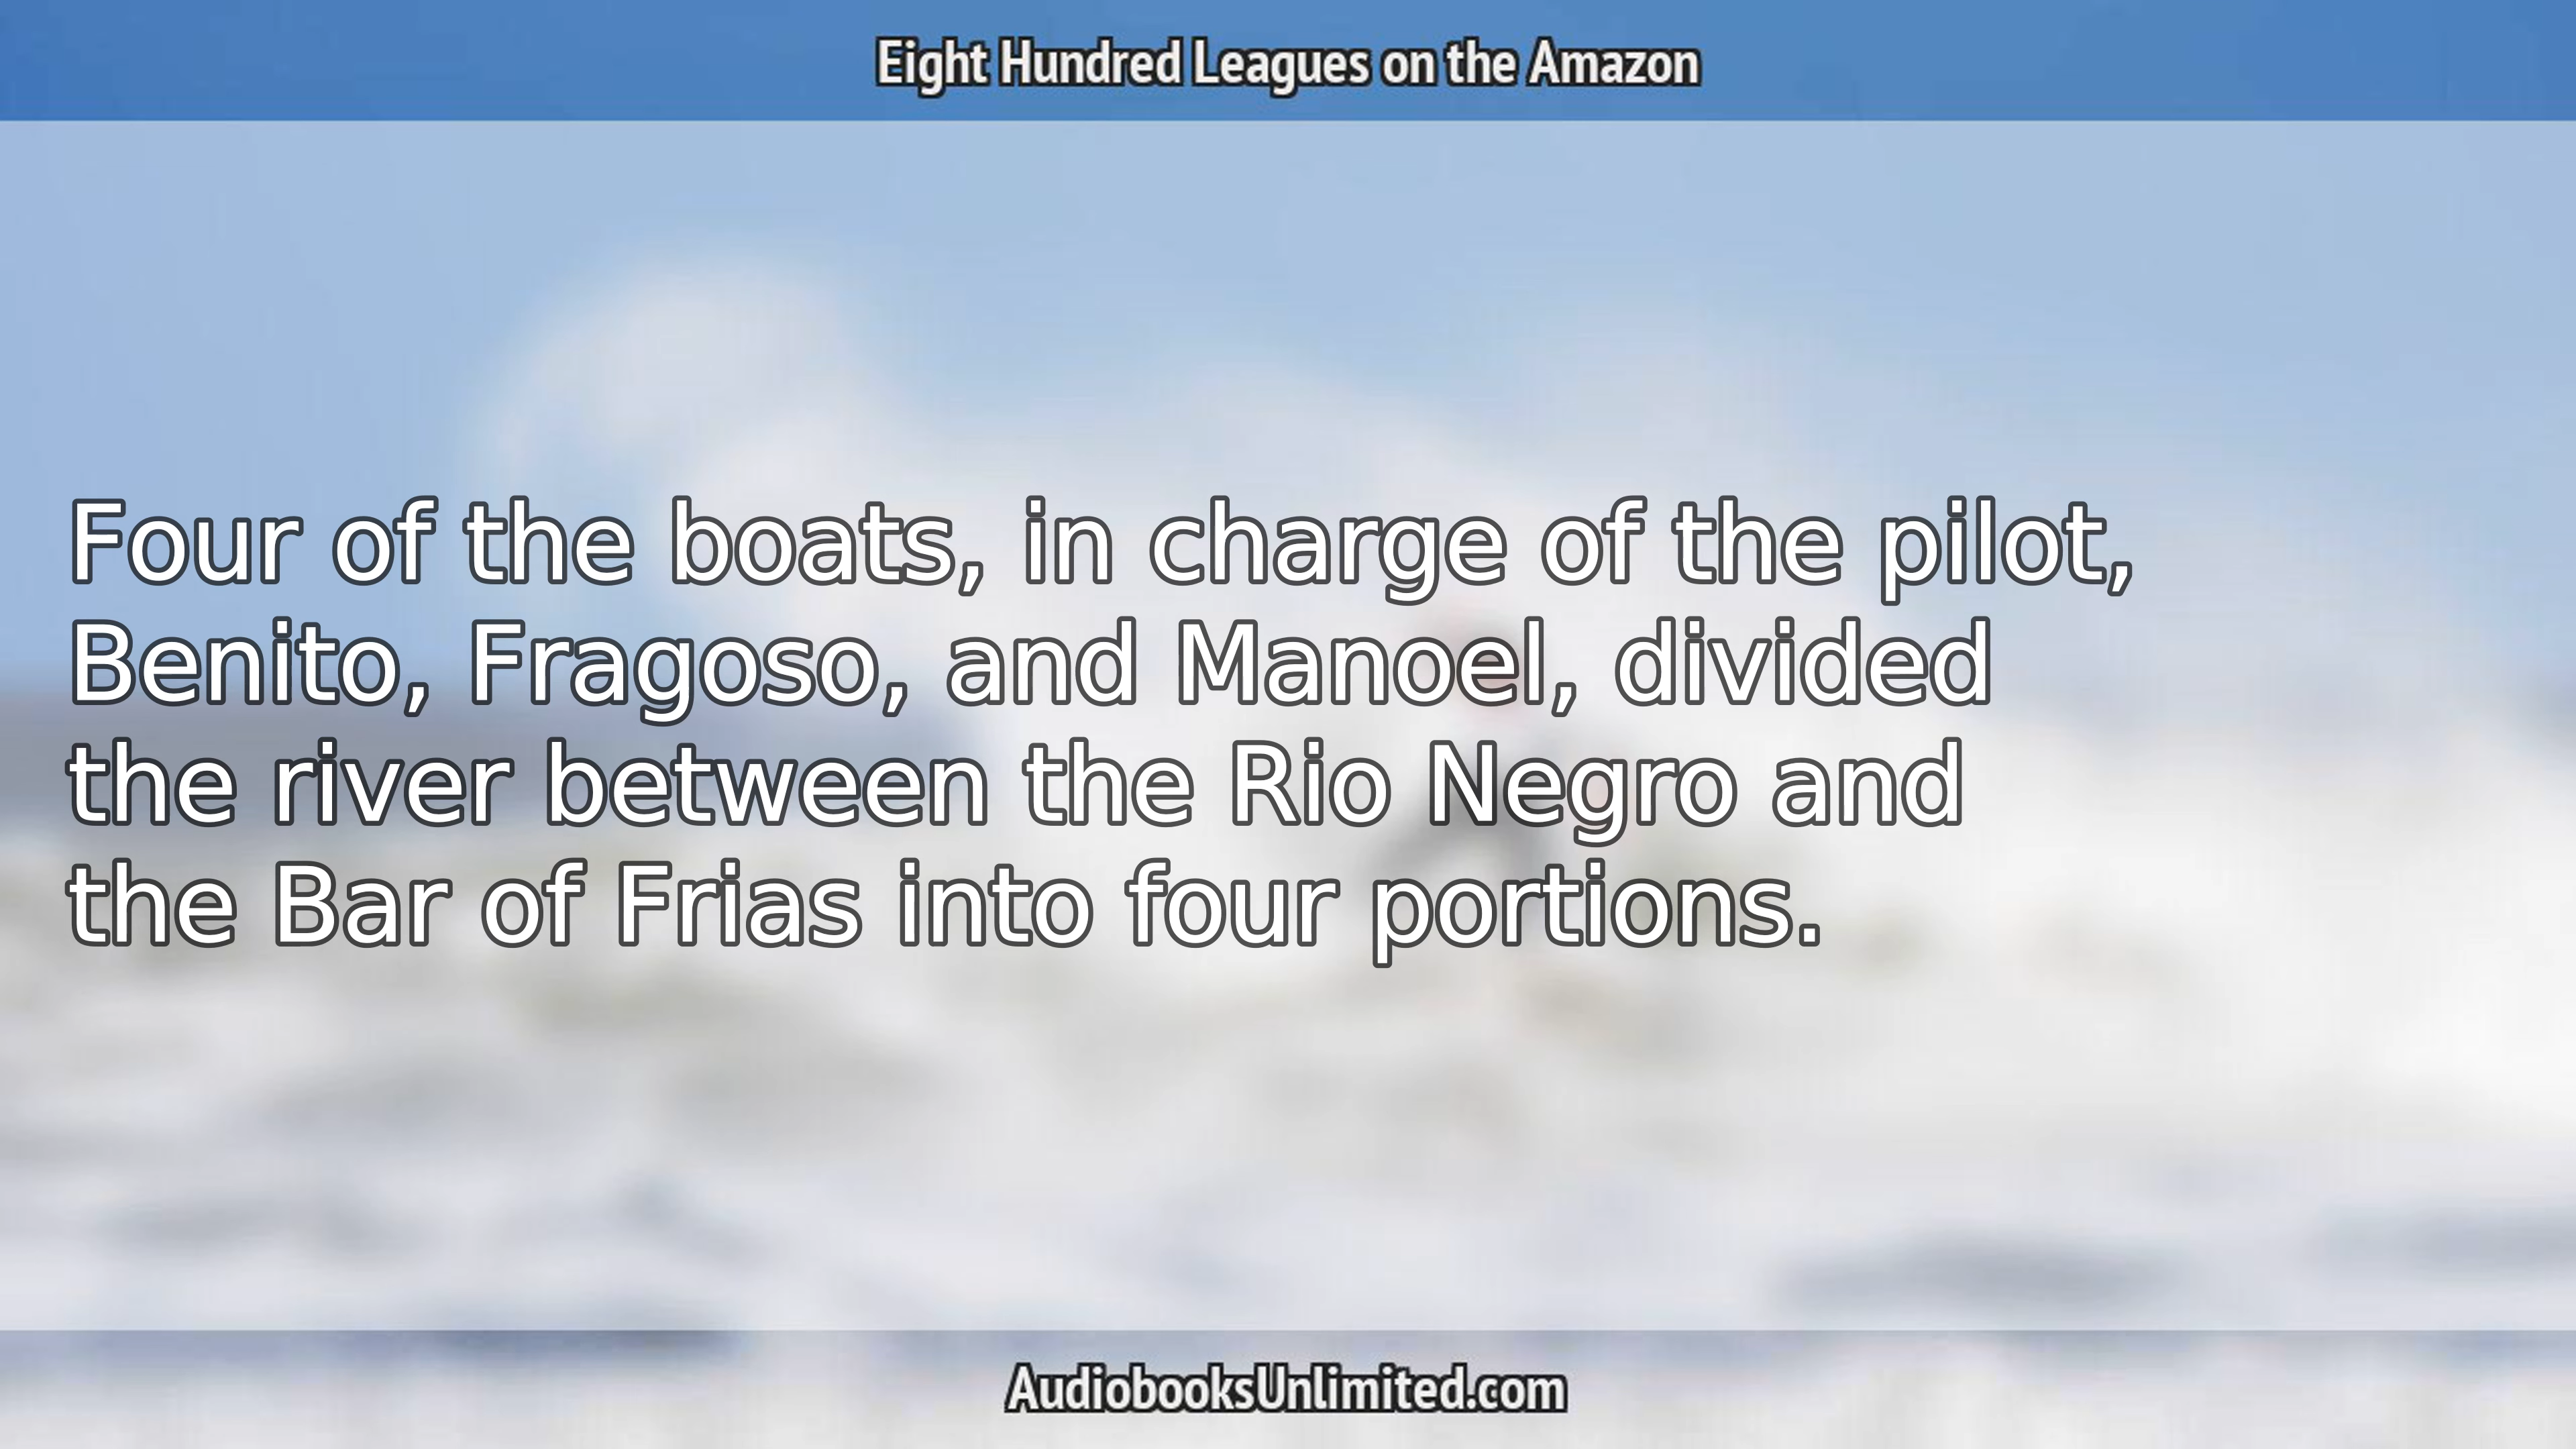 Eight Hundred Leagues on the Amazon
Four of the boats, in charge of the pilot,
Benito, Fragoso, and Manoel, divided
the river between the Rio Negro and
the Bar of Frias into four portions.
AudiobooksUnlimited.com